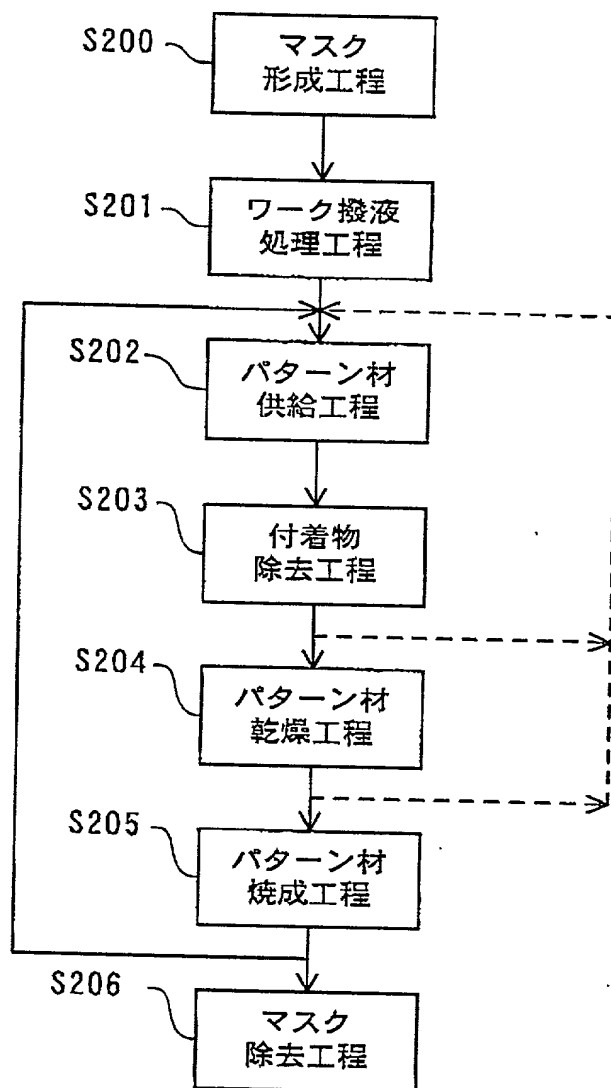 S200
マスク
形成工程
S201
ワーク撥液
処理工程
S202
パターン材
供給工程
S203
付着物
除去工程
S204
パターン材
乾燥工程
S205
パターン材
焼成工程
S206
マスク
除去工程